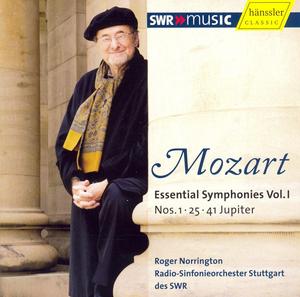 SWR»music
hänssler
CLASSIC
Mozart
Essential Symphonies Vol. I
Nos. 1 · 25 · 41 Jupiter
Roger Norrington
Radio-Sinfonieorchester Stuttgart
des SWR